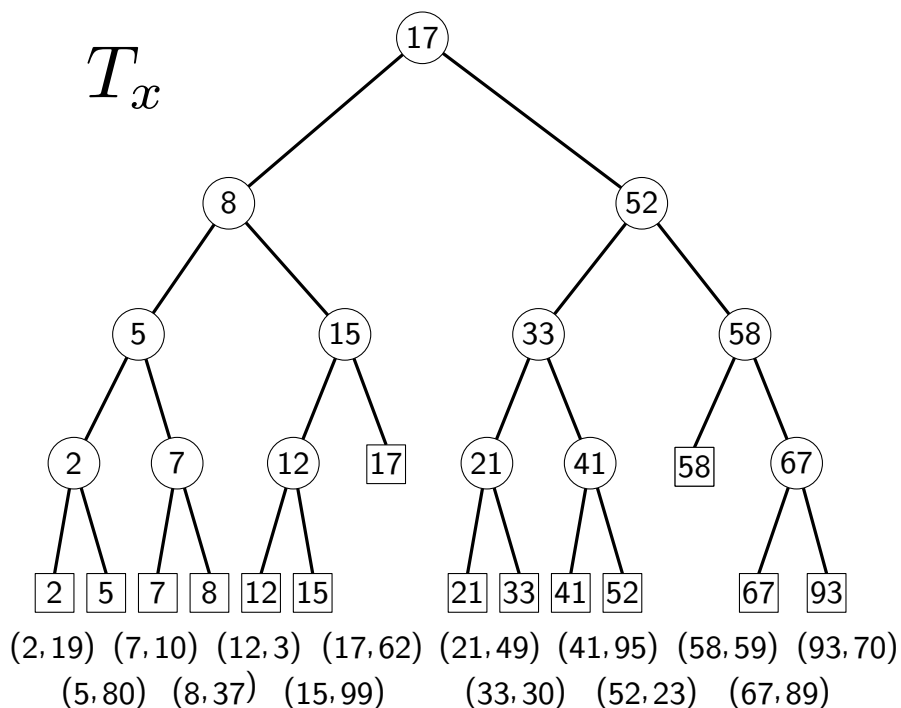 17
T_x
8 52
5 15 33 58
2 7 12 17 21 41 58 67
2 5 7 8 12 15 21 33 41 52 67 93
(2, 19) (7, 10) (12, 3) (17, 62) (21, 49) (41, 95) (58, 59) (93, 70)
(5, 80) (8, 37) (15, 99) (33, 30) (52, 23) (67, 89)